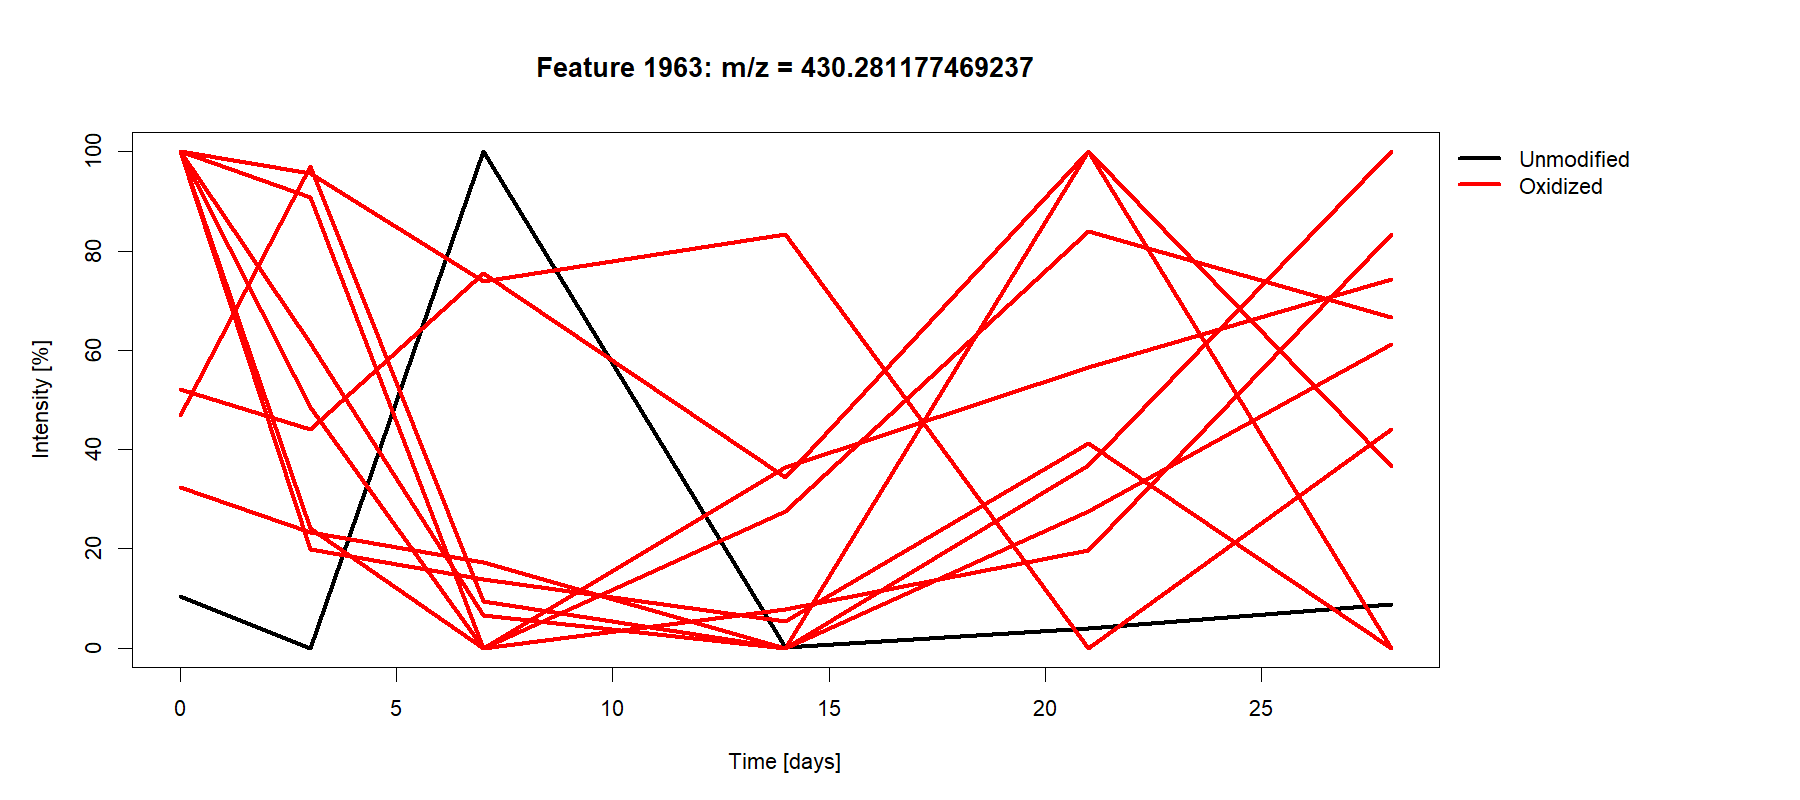 Feature 1963: m/z = 430.281177469237
Unmodified
Oxidized
Intensity [%]
100
80
60
40
20
0
0 5 10 15 20 25
Time [days]